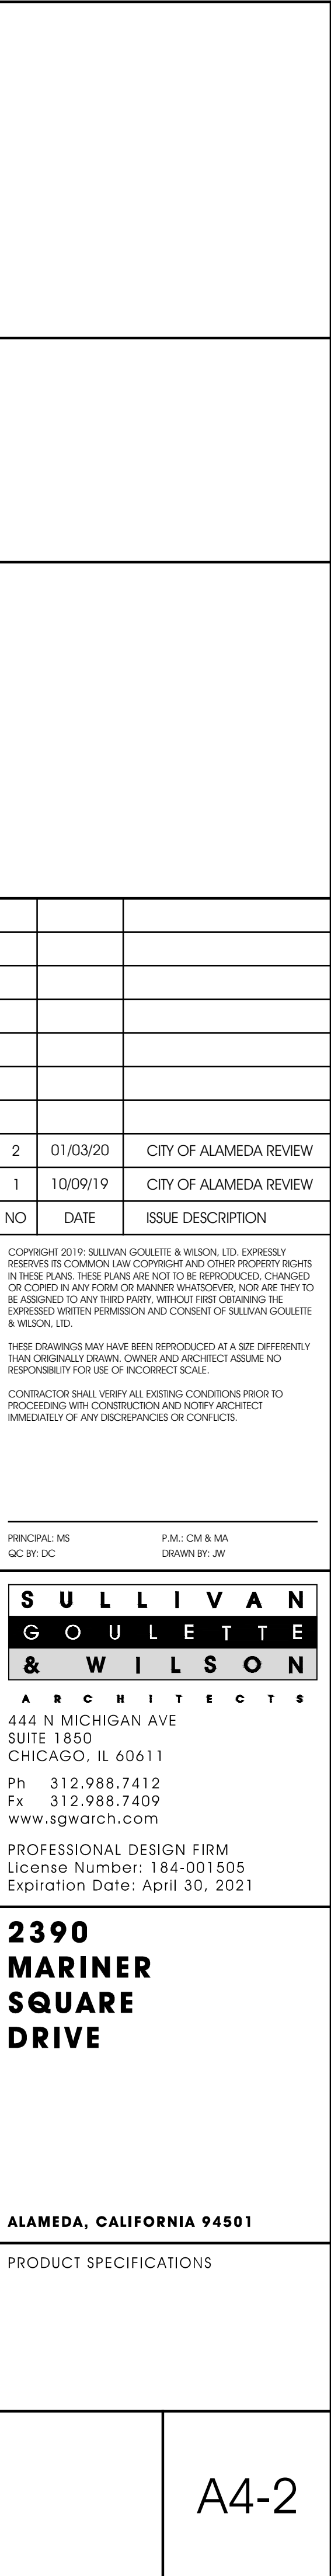 2 01/03/20 CITY OF ALAMEDA REVIEW
1 10/09/19 CITY OF ALAMEDA REVIEW
NO DATE ISSUE DESCRIPTION
COPYRIGHT 2019: SULLIVAN GOULETTE & WILSON, LTD. EXPRESSLY
RESERVES ITS COMMON LAW COPYRIGHT AND OTHER PROPERTY RIGHTS
IN THESE PLANS. THESE PLANS ARE NOT TO BE REPRODUCED, CHANGED
OR COPIED IN ANY FORM OR MANNER WHATSOEVER, NOR ARE THEY TO
BE ASSIGNED TO ANY THIRD PARTY, WITHOUT FIRST OBTAINING THE
EXPRESSED WRITTEN PERMISSION AND CONSENT OF SULLIVAN GOULETTE
& WILSON, LTD.
THESE DRAWINGS MAY HAVE BEEN REPRODUCED AT A SIZE DIFFERENTLY
THAN ORIGINALLY DRAWN. OWNER AND ARCHITECT ASSUME NO
RESPONSIBILITY FOR USE OF INCORRECT SCALE.
CONTRACTOR SHALL VERIFY ALL EXISTING CONDITIONS PRIOR TO
PROCEEDING WITH CONSTRUCTION AND NOTIFY ARCHITECT
IMMEDIATELY OF ANY DISCREPANCIES OR CONFLICTS.
PRINCIPAL: MS P.M.: CM & MA
QC BY: DC DRAWN BY: JW
SULLIVAN
GOULETTE
& WILSON
ARCHITECTS
444 N MICHIGAN AVE
SUITE 1850
CHICAGO, IL 60611
Ph 312.988.7412
Fx 312.988.7409
www.sgwarch.com
PROFESSIONAL DESIGN FIRM
License Number: 184-001505
Expiration Date: April 30, 2021
2390
MARINER
SQUARE
DRIVE
ALAMEDA, CALIFORNIA 94501
PRODUCT SPECIFICATIONS
A4-2